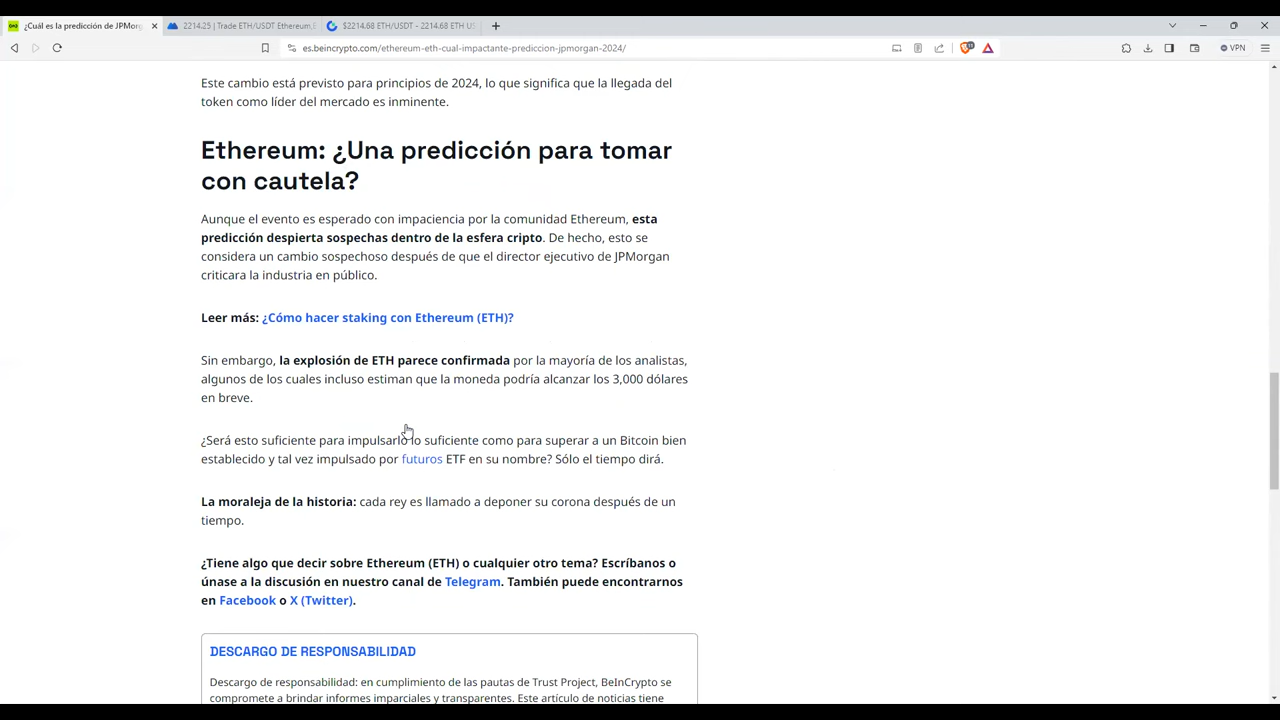 ¿Cuál es la predicción de JPMorg
2214.25 | Trade ETH/USDT Ethereum,E
$2214.68 ETH/USDT - 2214.68 ETH US
es.beincrypto.com/ethereum-eth-cual-impactante-prediccion-jpmorgan-2024/
VPN
Este cambio está previsto para principios de 2024, lo que significa que la llegada del
token como líder del mercado es inminente.
Ethereum: ¿Una predicción para tomar
con cautela?
Aunque el evento es esperado con impaciencia por la comunidad Ethereum, esta
predicción despierta sospechas dentro de la esfera cripto. De hecho, esto se
considera un cambio sospechoso después de que el director ejecutivo de JPMorgan
criticara la industria en público.
Leer más: ¿Cómo hacer staking con Ethereum (ETH)?
Sin embargo, la explosión de ETH parece confirmada por la mayoría de los analistas,
algunos de los cuales incluso estiman que la moneda podría alcanzar los 3,000 dólares
en breve.
¿Será esto suficiente para impulsarlo lo suficiente como para superar a un Bitcoin bien
establecido y tal vez impulsado por futuros ETF en su nombre? Sólo el tiempo dirá.
La moraleja de la historia: cada rey es llamado a deponer su corona después de un
tiempo.
¿Tiene algo que decir sobre Ethereum (ETH) o cualquier otro tema? Escríbanos o
únase a la discusión en nuestro canal de Telegram. También puede encontrarnos
en Facebook o X (Twitter).
DESCARGO DE RESPONSABILIDAD
Descargo de responsabilidad: en cumplimiento de las pautas de Trust Project, BeInCrypto se
compromete a brindar informes imparciales y transparentes. Este artículo de noticias tiene